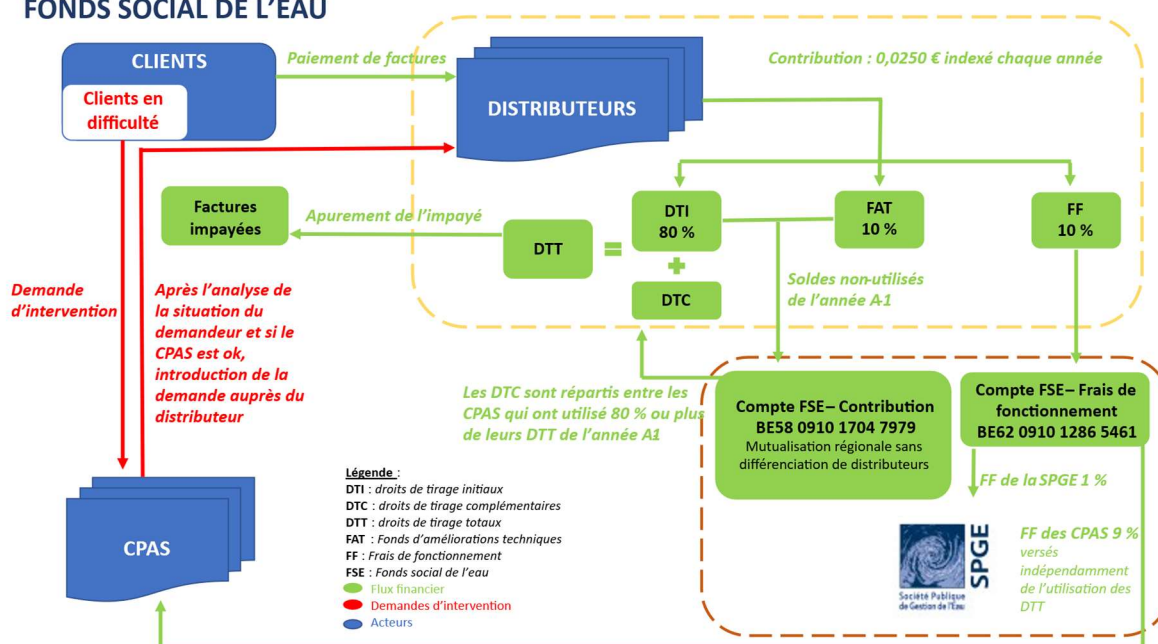 FONDS SOCIAL DE L'EAU
CLIENTS
Clients en
difficulté
Paiement de factures
DISTRIBUTEURS
Contribution : 0,0250 € indexé chaque année
Factures
impayées
Apurement de l'impayé
DTT
=
DTI
80 %
+
DTC
FAT
10 %
FF
10 %
Soldes non-utilisés
de l'année A-1
Demande
d'intervention
Après l'analyse de
la situation du
demandeur et si le
CPAS est ok,
introduction de la
demande auprès du
distributeur
Les DTC sont répartis entre les
CPAS qui ont utilisé 80 % ou plus
de leurs DTT de l'année A1
Compte FSE – Contribution
BE58 0910 1704 7979
Mutualisation régionale sans
différenciation de distributeurs
Compte FSE – Frais de
fonctionnement
BE62 0910 1286 5461
FF de la SPGE 1 %
FF des CPAS 9 %
versés
indépendamment
de l'utilisation des
DTT
SPGE
Société Publique
de Gestion de l'Eau
CPAS
Légende :
DTI : droits de tirage initiaux
DTC : droits de tirage complémentaires
DTT : droits de tirage totaux
FAT : Fonds d'améliorations techniques
FF : Frais de fonctionnement
FSE : Fonds social de l'eau
Flux financier
Demandes d'intervention
Acteurs